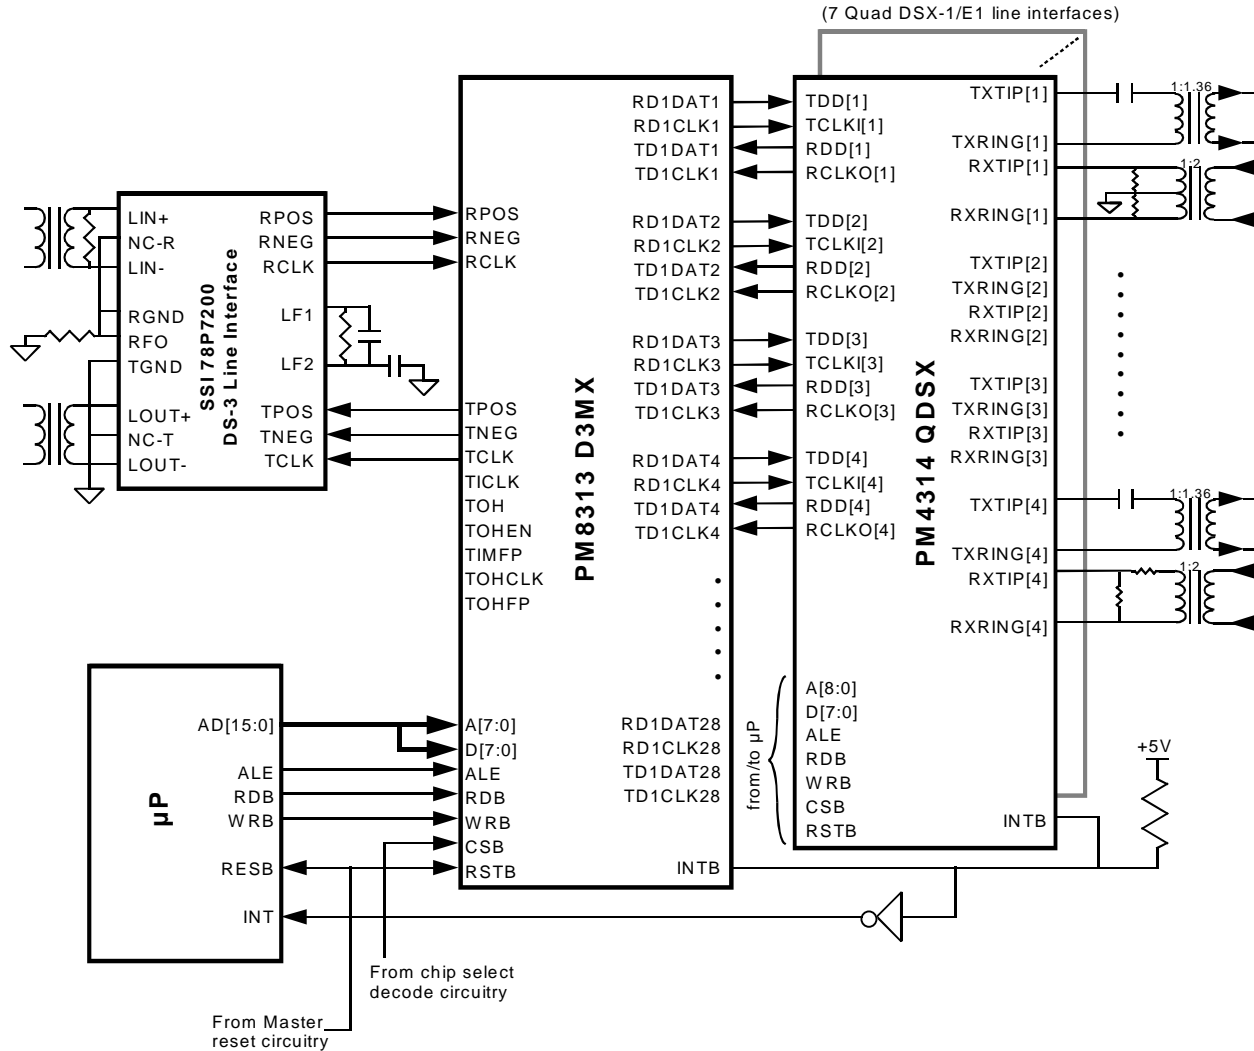 (7 Quad DSX-1/E1 line interfaces)
LIN+
NC-R
LIN-
RGND
RFO
TGND
LOUT+
NC-T
LOUT-
SSI 78P7200
DS-3 Line Interface
RPOS
RNEG
RCLK
LF1
LF2
TPOS
TNEG
TCLK
RPOS
RNEG
RCLK
TPOS
TNEG
TCLK
TICLK
TOH
TOHEN
TIMFP
TOHCLK
TOHFP
A[7:0]
D[7:0]
ALE
RDB
WRB
CSB
RSTB
PM8313 D3MX
RD1DAT1
RD1CLK1
TD1DAT1
TD1CLK1
RD1DAT2
RD1CLK2
TD1DAT2
TD1CLK2
RD1DAT3
RD1CLK3
TD1DAT3
TD1CLK3
RD1DAT4
RD1CLK4
TD1DAT4
TD1CLK4
RD1DAT28
RD1CLK28
TD1DAT28
TD1CLK28
INTB
TDD[1]
TCLKI[1]
RDD[1]
RCLKO[1]
TDD[2]
TCLKI[2]
RDD[2]
RCLKO[2]
TDD[3]
TCLKI[3]
RDD[3]
RCLKO[3]
TDD[4]
TCLKI[4]
RDD[4]
RCLKO[4]
from/to µP
A[8:0]
D[7:0]
ALE
RDB
WRB
CSB
RSTB
PM4314 QDSX
TXTIP[1]
TXRING[1]
RXTIP[1]
RXRING[1]
TXTIP[2]
TXRING[2]
RXTIP[2]
RXRING[2]
TXTIP[3]
TXRING[3]
RXTIP[3]
RXRING[3]
TXTIP[4]
TXRING[4]
RXTIP[4]
RXRING[4]
INTB
1:1.36
1:2
1:1.36
1:2
+5V
µP
AD[15:0]
ALE
RDB
WRB
RESB
INT
From chip select
decode circuitry
From Master
reset circuitry